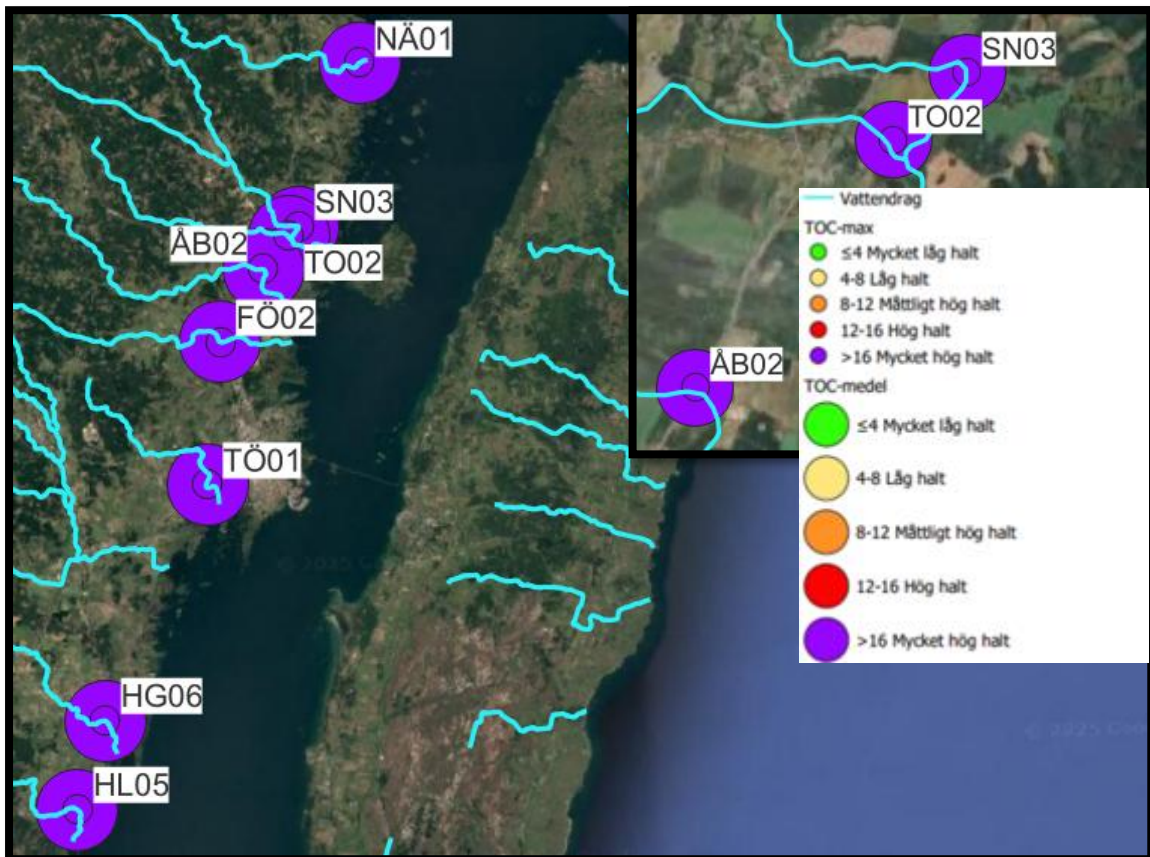 NÄ01
SN03
ÅB02
TO02
FÖ02
TÖ01
HG06
HL05
SN03
TO02
ÅB02
Vattendrag
TOC-max
≤4 Mycket låg halt
4-8 Låg halt
8-12 Måttligt hög halt
12-16 Hög halt
>16 Mycket hög halt
TOC-medel
≤4 Mycket låg halt
4-8 Låg halt
8-12 Måttligt hög halt
12-16 Hög halt
>16 Mycket hög halt
© 2025
© 2025